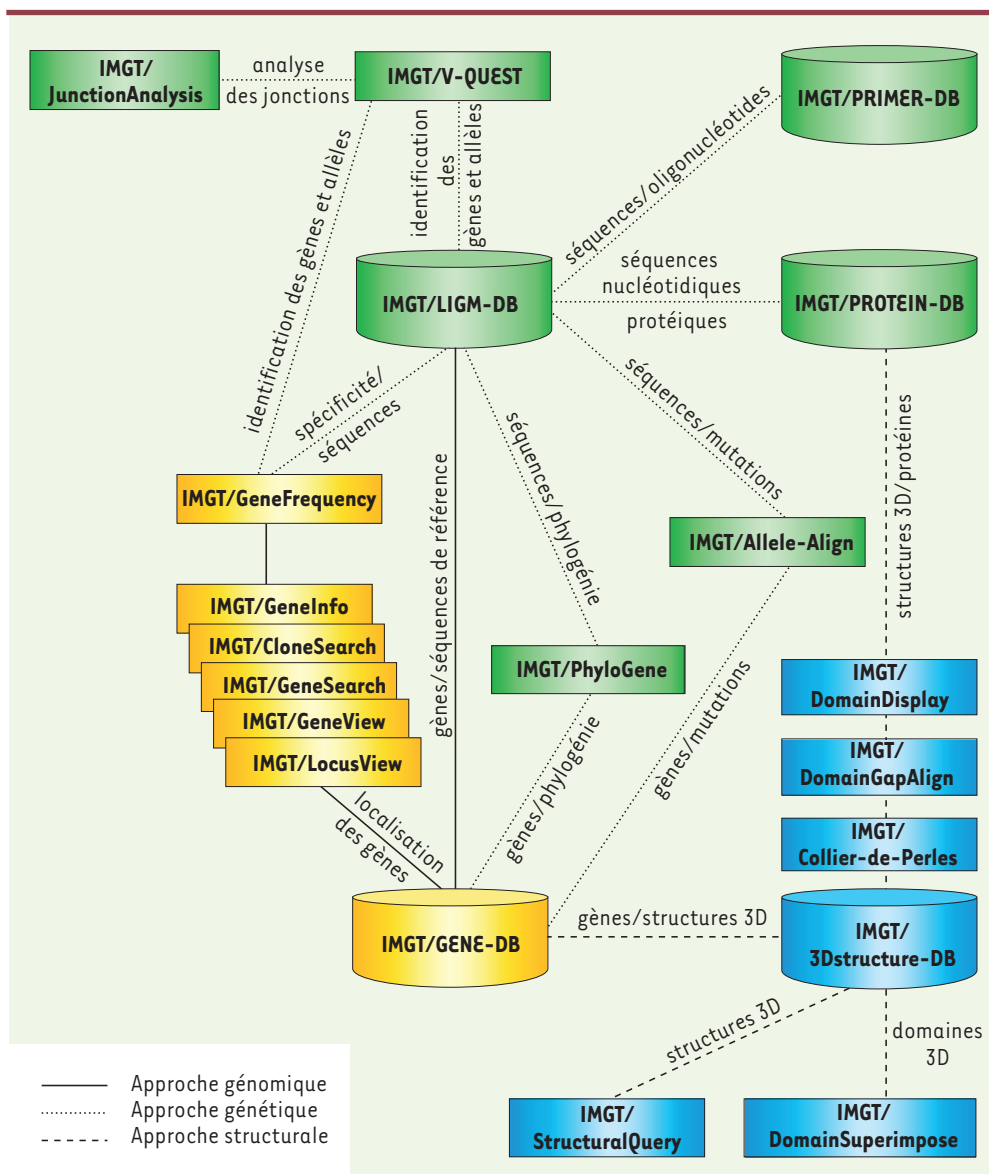 IMGT/
JunctionAnalysis
analyse
des jonctions
IMGT/V-QUEST
IMGT/PRIMER-DB
identification
des
gènes et allèles
identification des gènes et allèles
séquences/oligonucléotides
IMGT/LIGM-DB
séquences
nucléotidiques
protéiques
IMGT/PROTEIN-DB
spécificité/
séquences
séquences/mutations
séquences/phylogénie
gènes/séquences de référence
structures 3D/protéines
IMGT/GeneFrequency
IMGT/Allele-Align
IMGT/GeneInfo
IMGT/CloneSearch
IMGT/GeneSearch
IMGT/GeneView
IMGT/LocusView
IMGT/PhyloGene
IMGT/
DomainDisplay
IMGT/
DomainGapAlign
IMGT/
Collier-de-Perles
localisation
des gènes
gènes/phylogénie
gènes/mutations
IMGT/GENE-DB
gènes/structures 3D
IMGT/
3Dstructure-DB
structures 3D
domaines
3D
IMGT/
StructuralQuery
IMGT/
DomainSuperimpose
Approche génomique
Approche génétique
Approche structurale